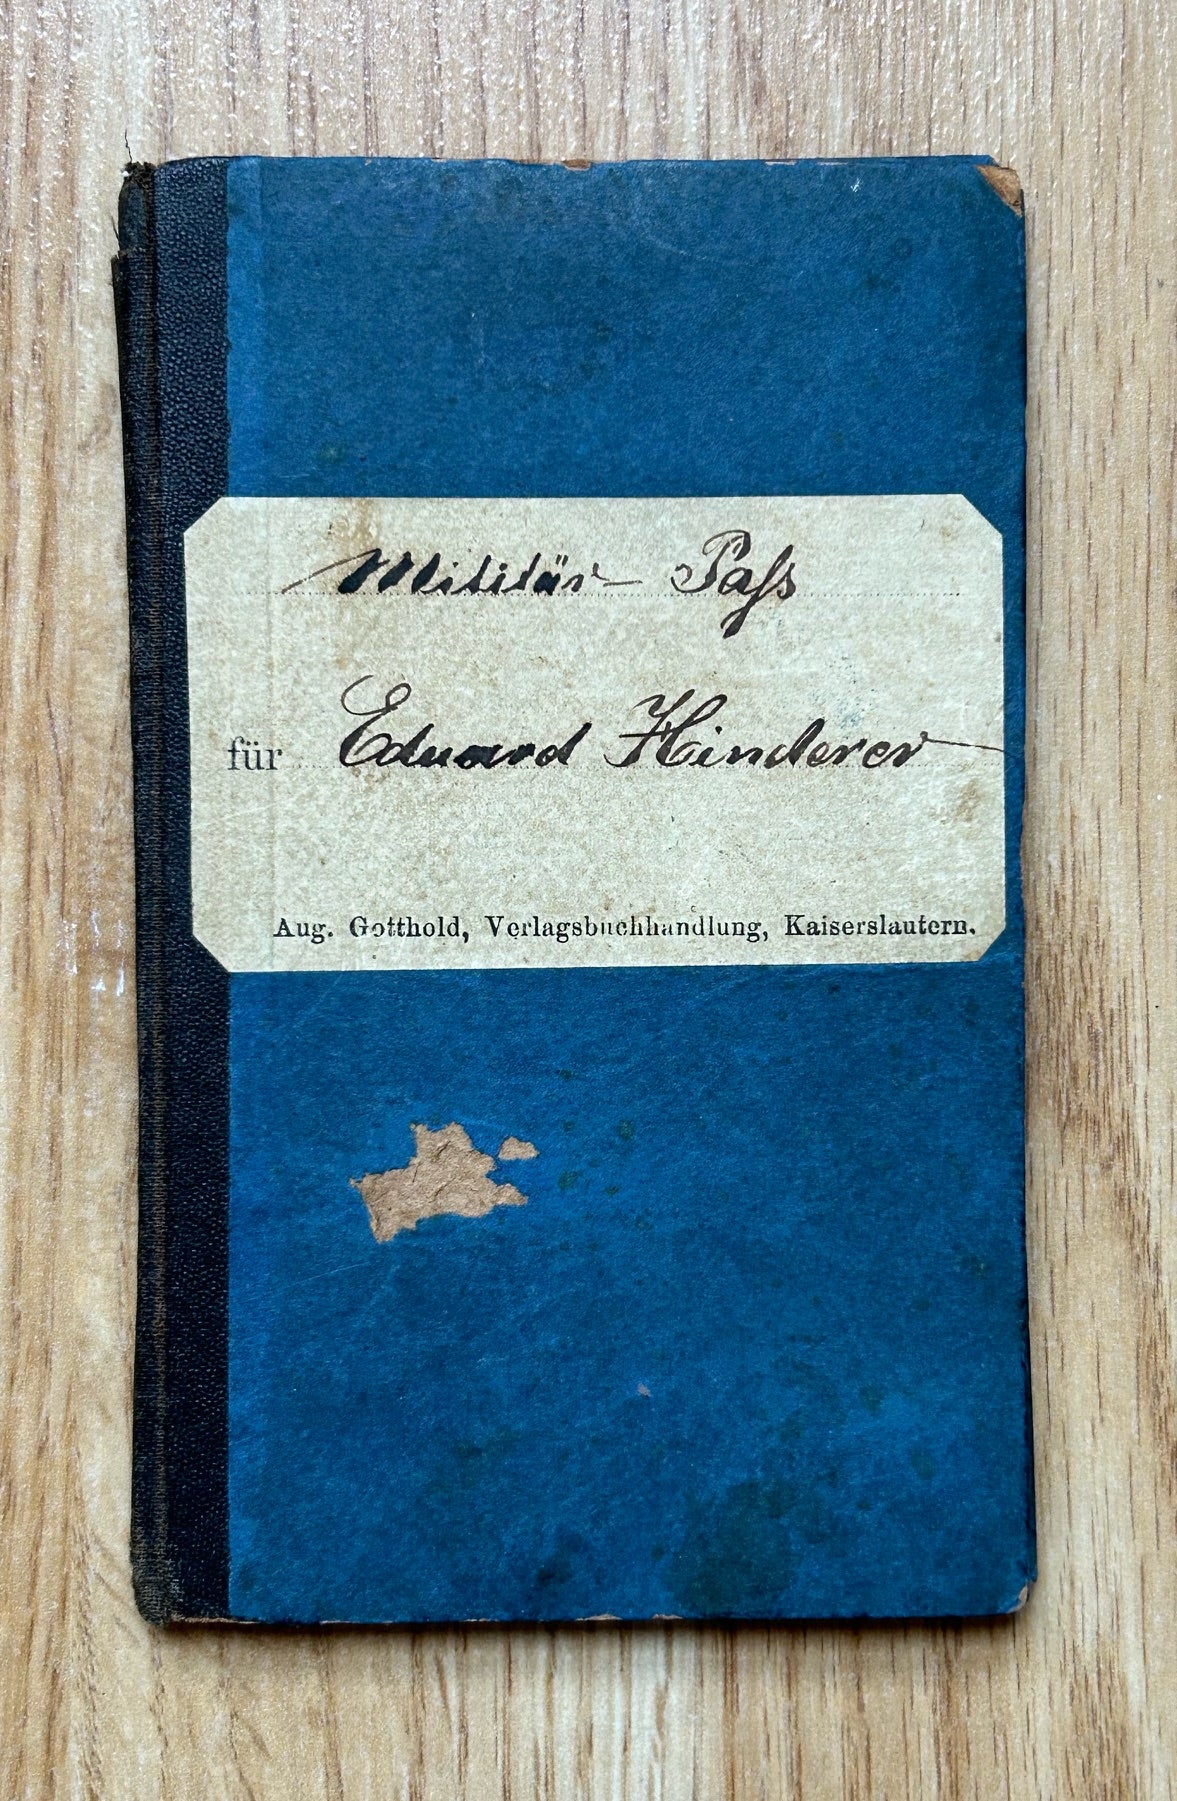 Militär Paſs
für Eduard Hinderer
Aug. Gotthold, Verlagsbuchhandlung, Kaiserslautern.